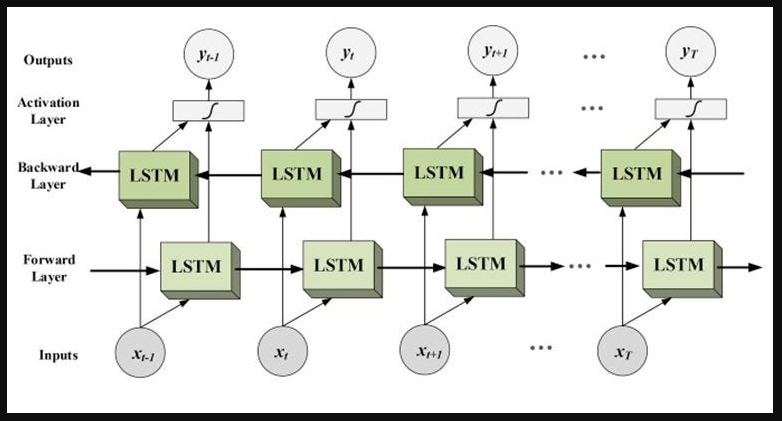 Outputs
y_{t-1} y_t y_{t+1} ... y_T
Activation
Layer
...
Backward
Layer
LSTM LSTM LSTM ... LSTM
Forward
Layer
LSTM LSTM LSTM ... LSTM
Inputs
x_{t-1} x_t x_{t+1} ... x_T